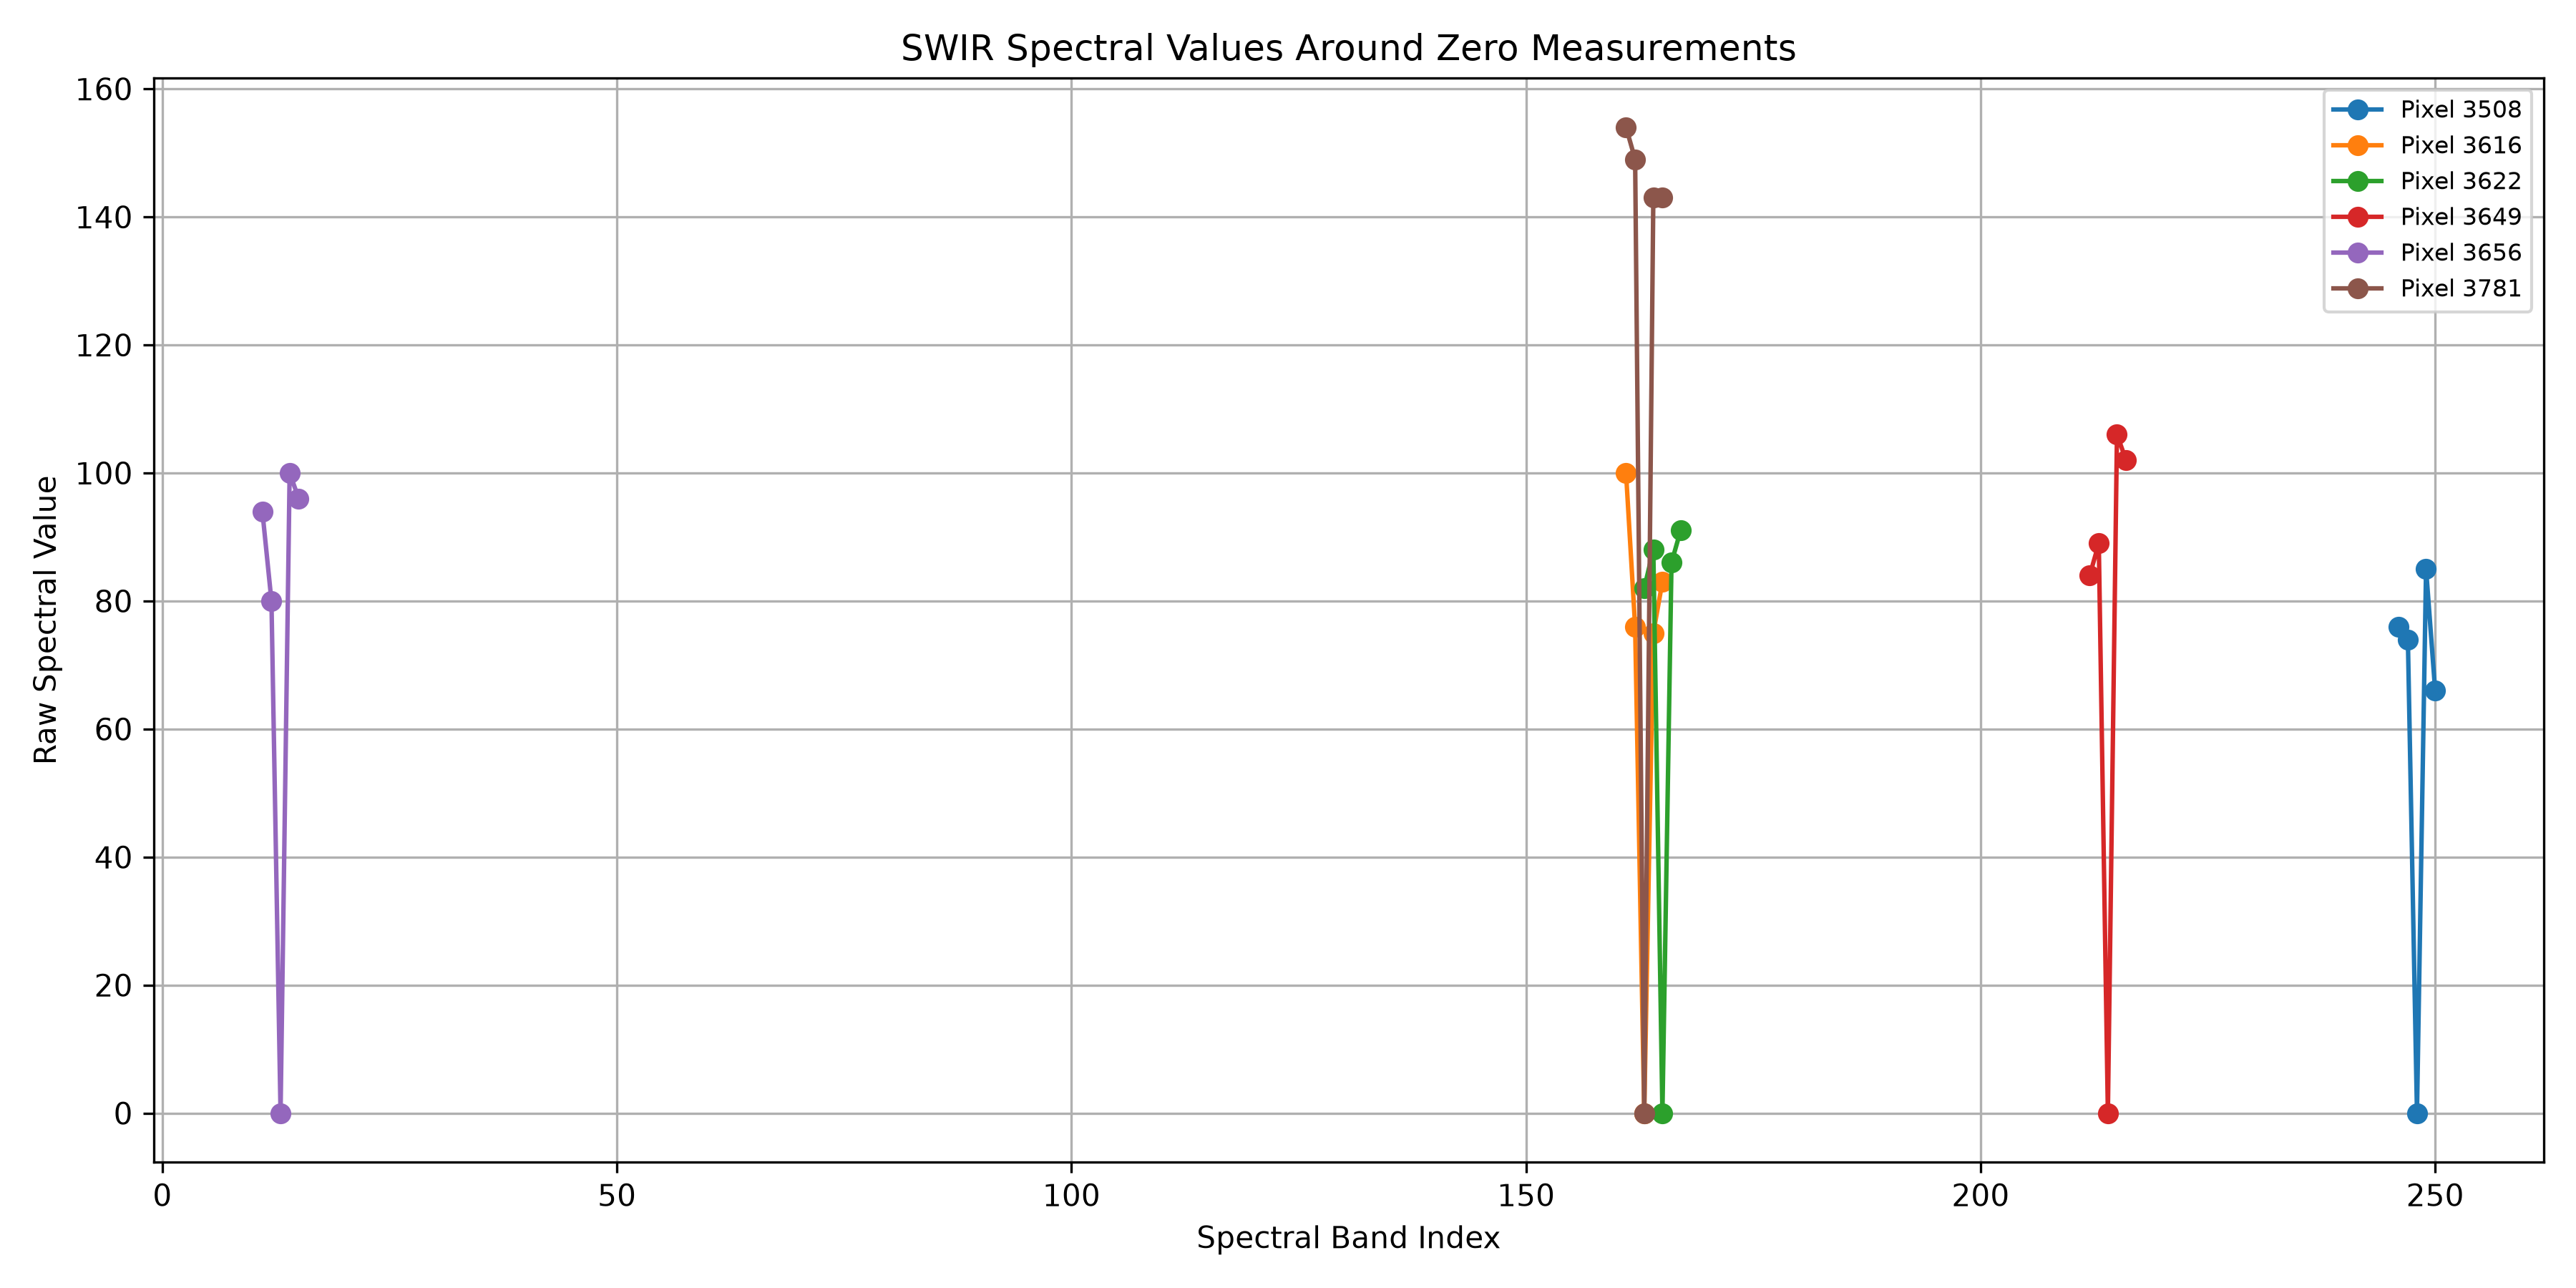 SWIR Spectral Values Around Zero Measurements
160
140
120
100
80
60
40
20
0
Raw Spectral Value
Pixel 3508
Pixel 3616
Pixel 3622
Pixel 3649
Pixel 3656
Pixel 3781
0 50 100 150 200 250
Spectral Band Index